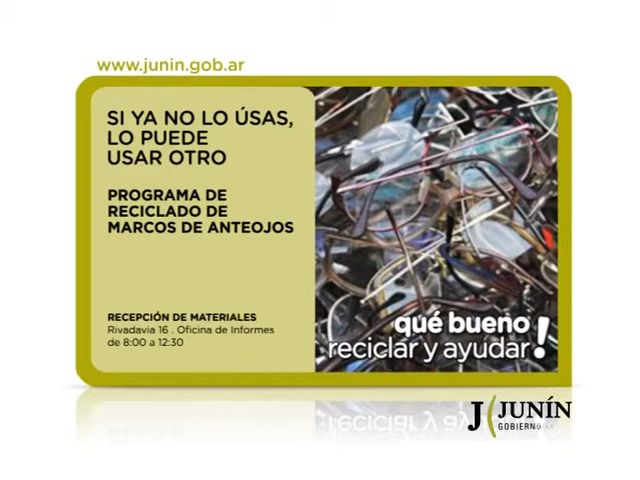 www.junin.gob.ar
SI YA NO LO ÚSAS,
LO PUEDE
USAR OTRO
PROGRAMA DE
RECICLADO DE
MARCOS DE ANTEOJOS
RECEPCIÓN DE MATERIALES
Rivadavia 16 . Oficina de Informes
de 8:00 a 12:30
qué bueno
reciclar y ayudar!
J(JUNÍN
GOBIERNO